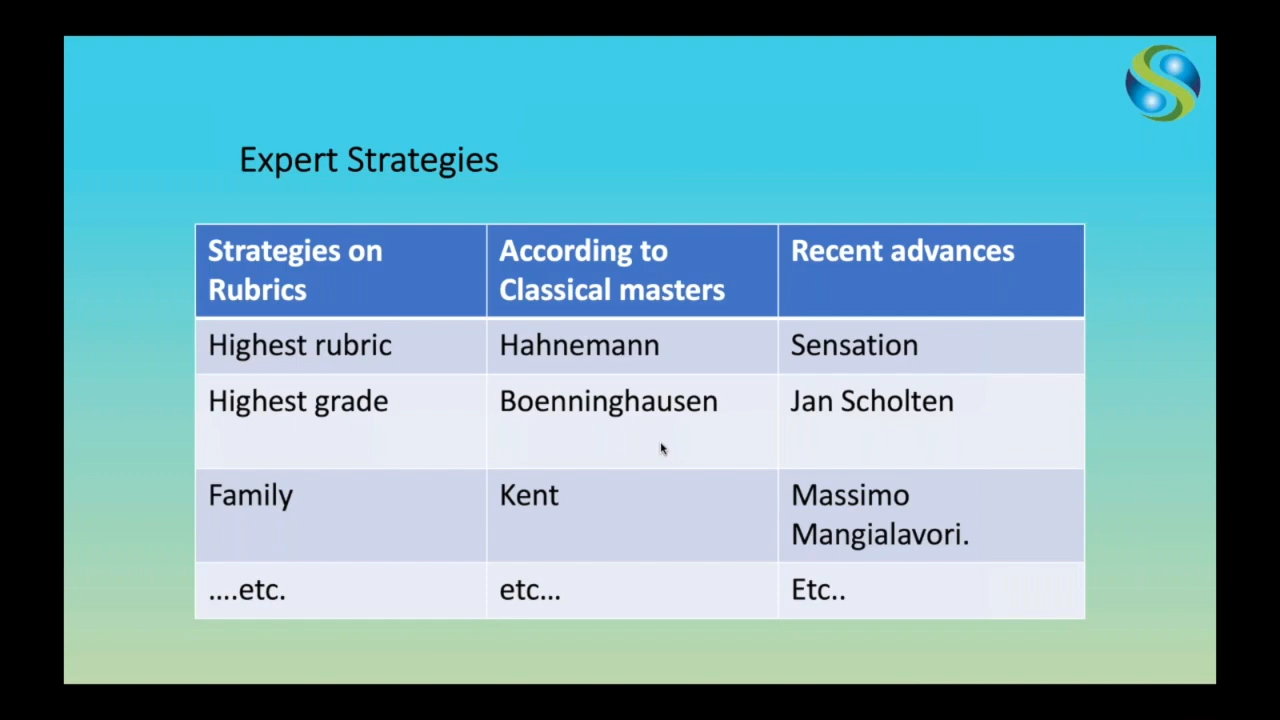 Expert Strategies
Strategies on
Rubrics
According to
Classical masters
Recent advances
Highest rubric
Hahnemann
Sensation
Highest grade
Boenninghausen
Jan Scholten
Family
Kent
Massimo
Mangialavori.
....etc.
etc...
Etc..